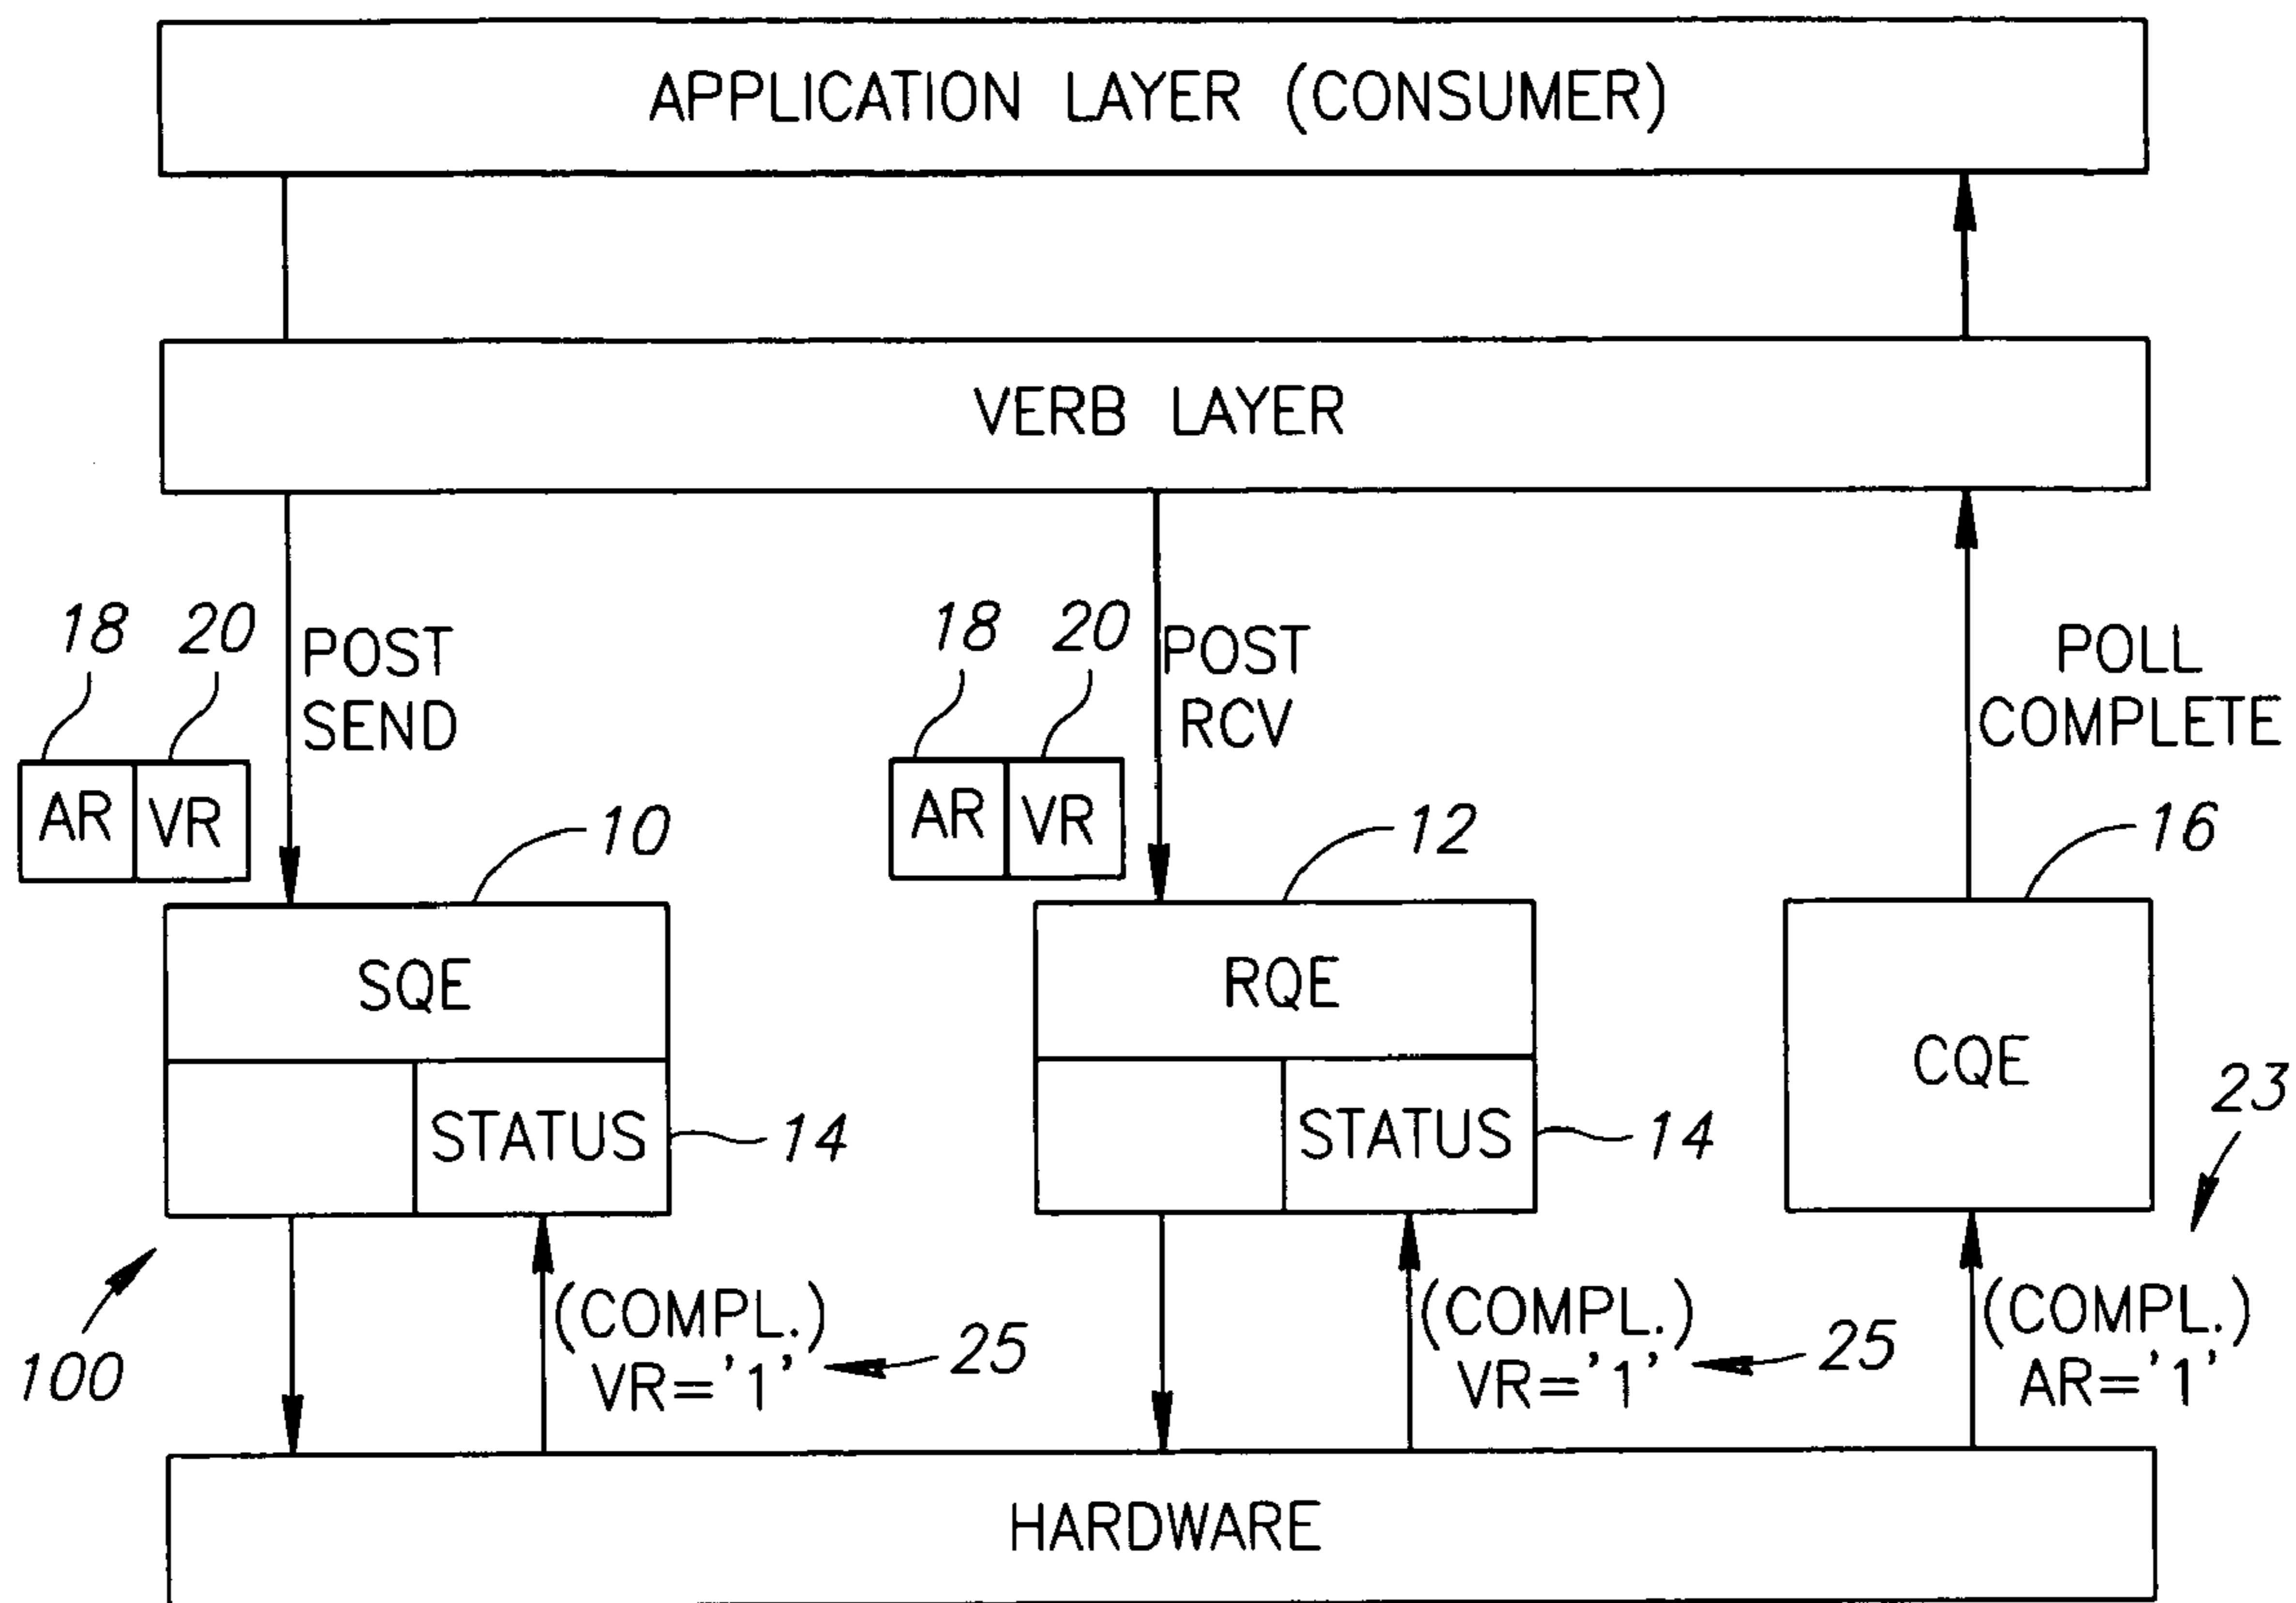 APPLICATION LAYER (CONSUMER)
VERB LAYER
18
20
POST
SEND
AR
VR
18
20
POST
RCV
AR
VR
POLL
COMPLETE
10
SQE
STATUS
14
12
RQE
STATUS
14
16
CQE
23
100
(COMPL.)
VR='1'
25
(COMPL.)
VR='1'
25
(COMPL.)
AR='1'
HARDWARE